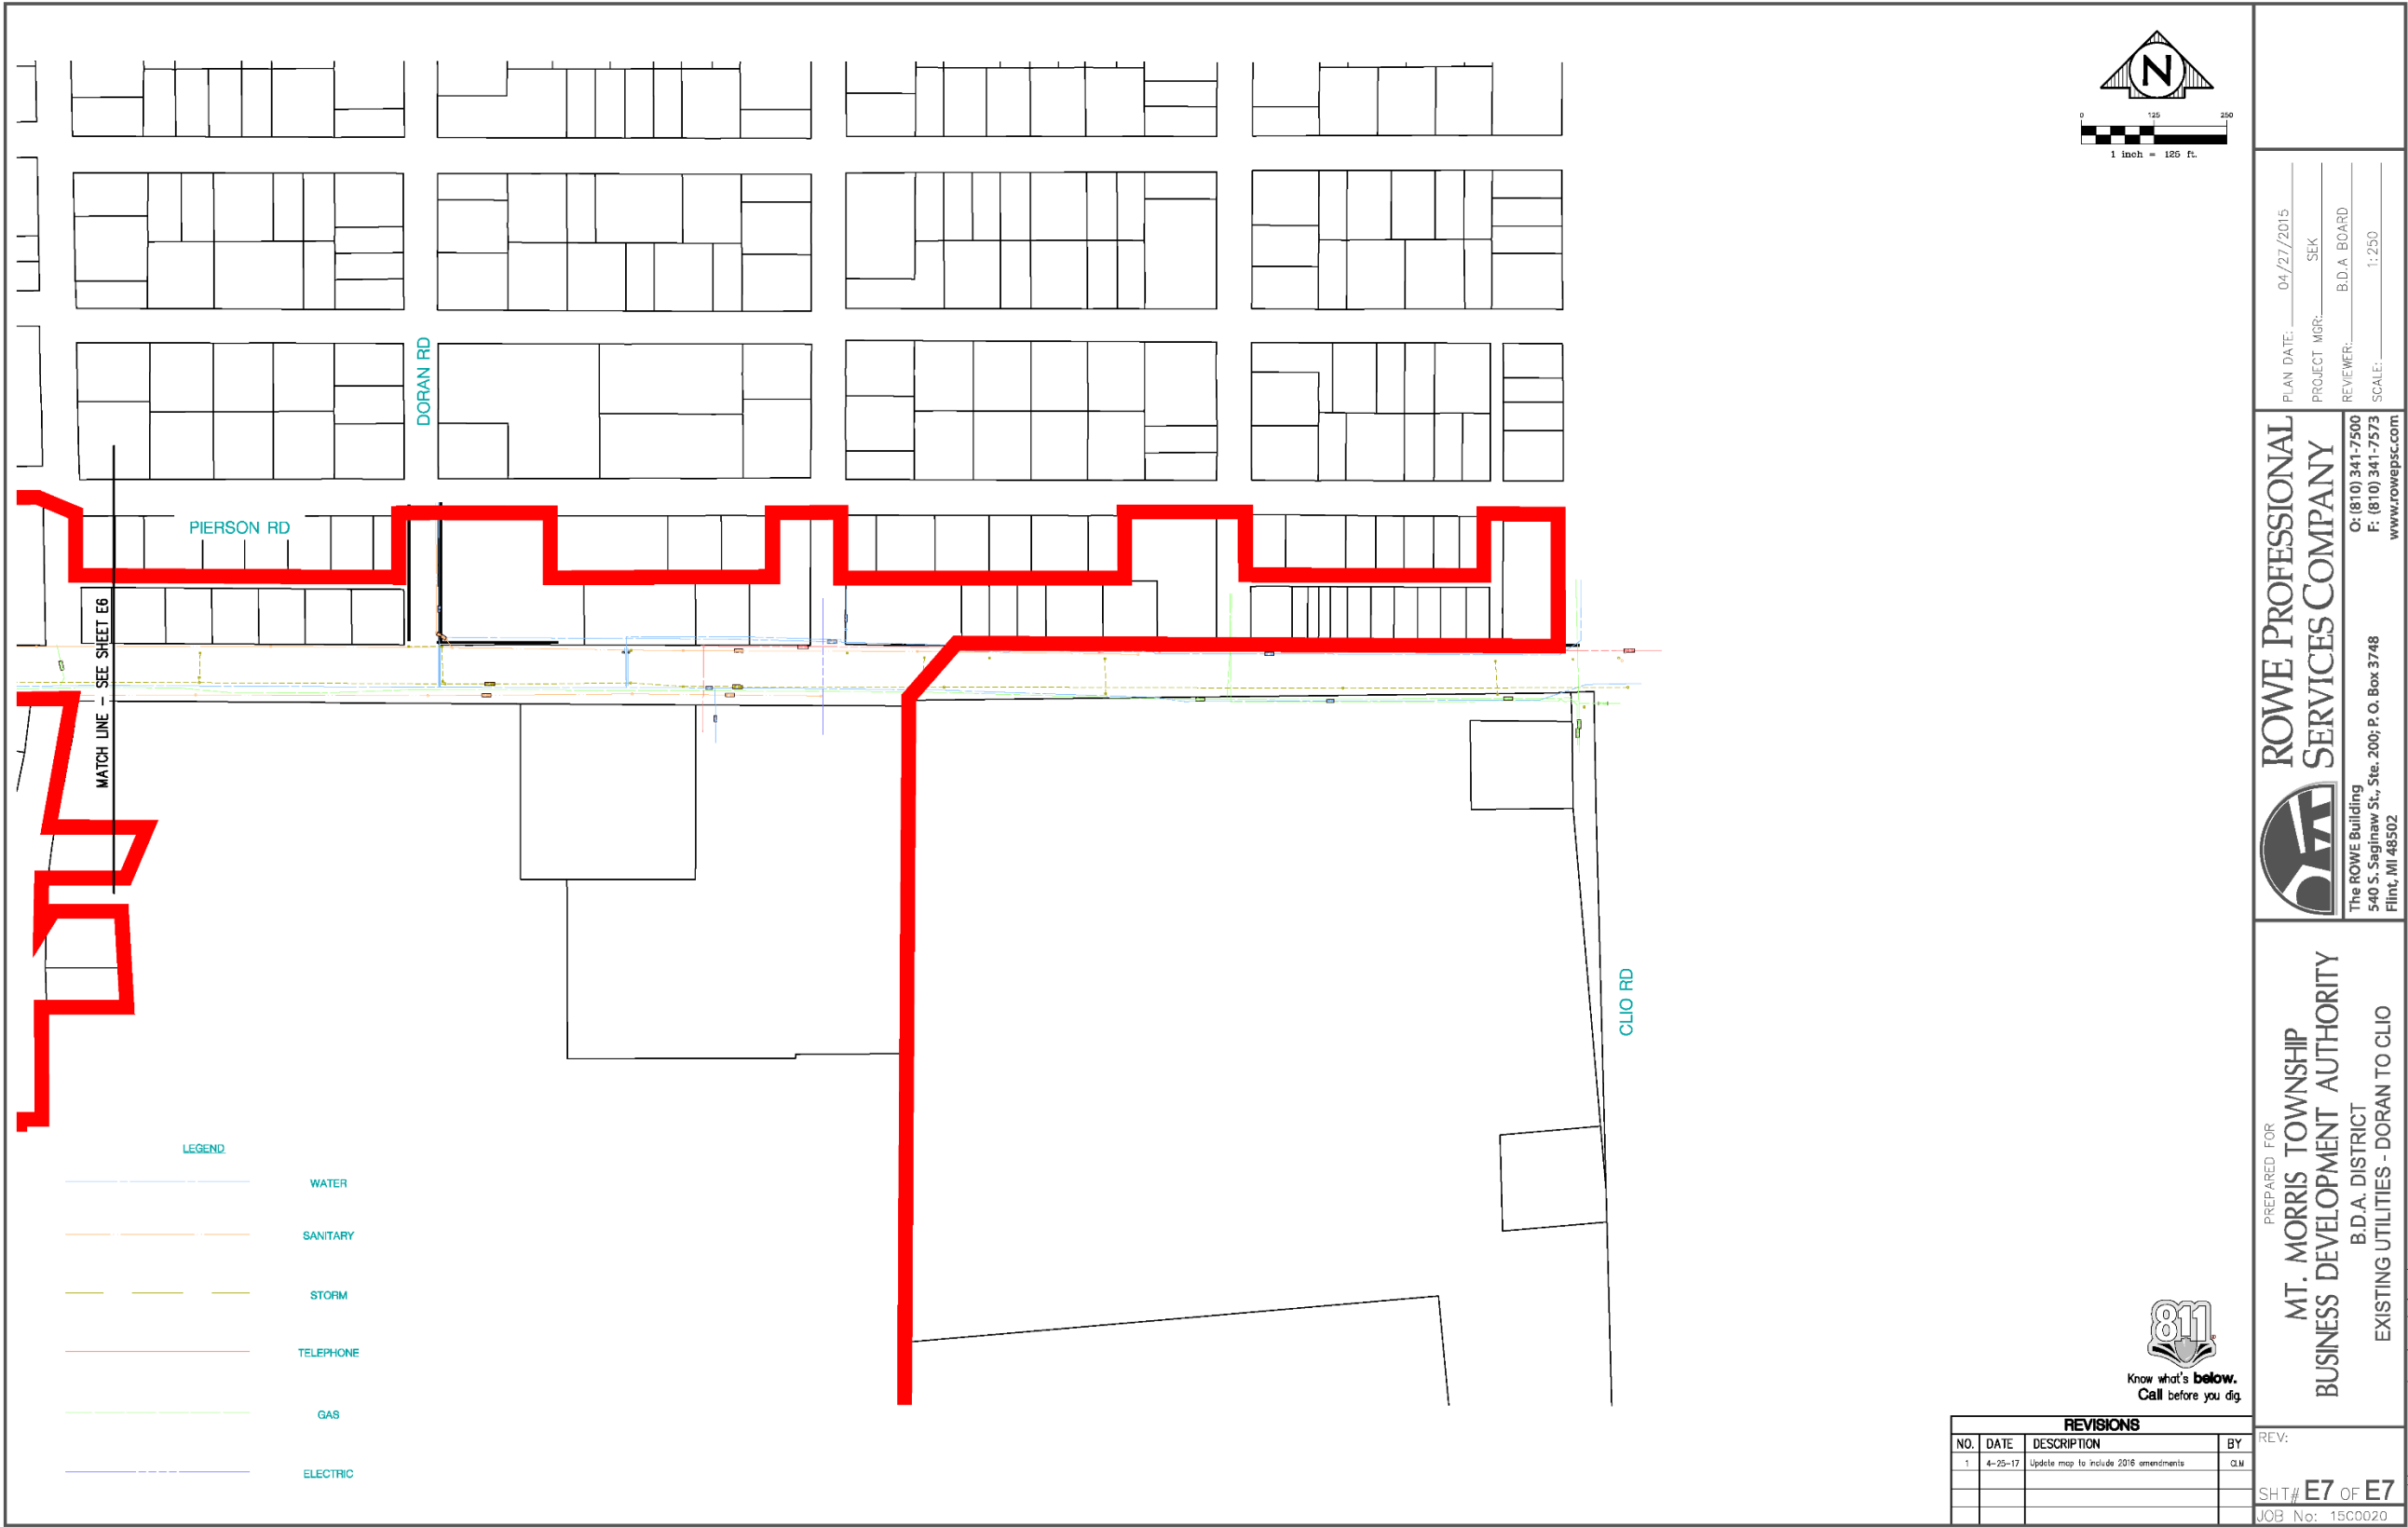 N
0 125 250
1 inch = 125 ft.
DORAN RD
PIERSON RD
MATCH LINE - SEE SHEET E6
CLIO RD
LEGEND
WATER
SANITARY
STORM
TELEPHONE
GAS
ELECTRIC
811
Know what's below.
Call before you dig.
REVISIONS
NO. DATE DESCRIPTION BY
1 4-25-17 Update map to include 2016 amendments CLM
PLAN DATE: 04/27/2015
PROJECT MGR: SEK
REVIEWER: B.D.A BOARD
SCALE: 1:250
ROWE PROFESSIONAL
SERVICES COMPANY
The ROWE Building
540 S. Saginaw St., Ste. 200; P. O. Box 3748
Flint, MI 48502
O: (810) 341-7500
F: (810) 341-7573
www.rowepsc.com
PREPARED FOR
MT. MORRIS TOWNSHIP
BUSINESS DEVELOPMENT AUTHORITY
B.D.A. DISTRICT
EXISTING UTILITIES - DORAN TO CLIO
REV:
SHT# E7 OF E7
JOB No: 15C0020